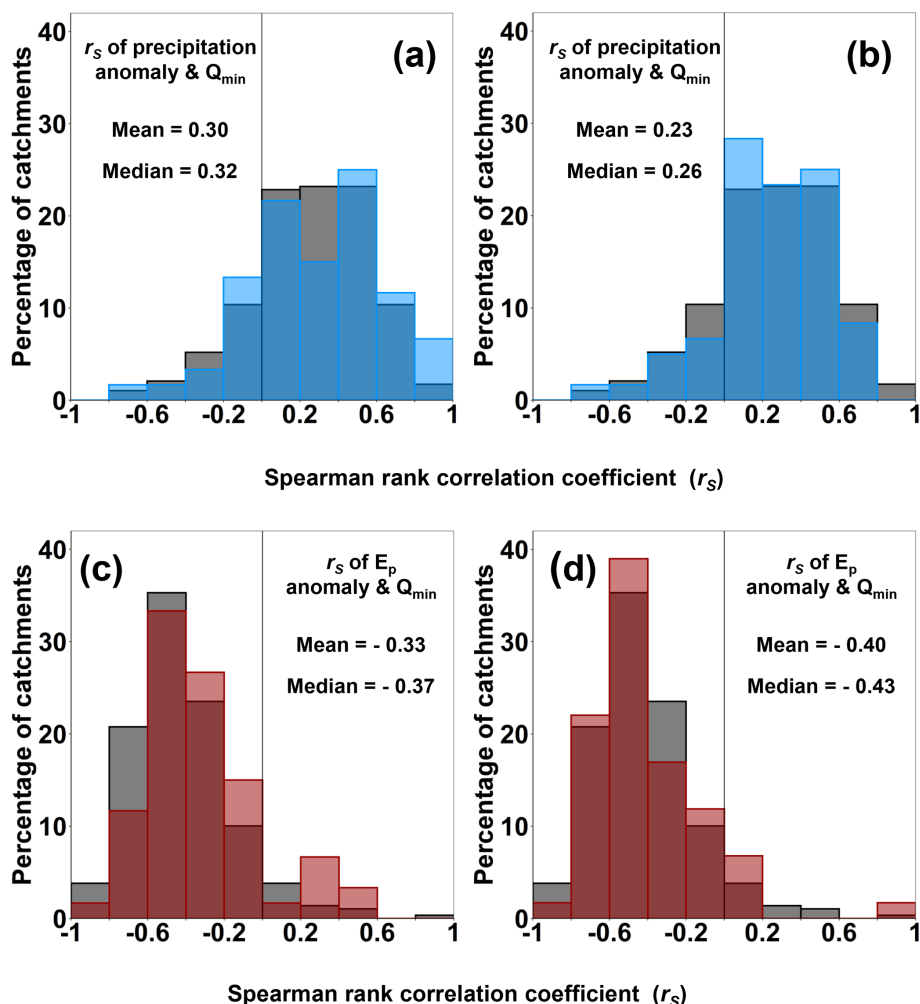 r_S of precipitation
anomaly & Q_min
Mean = 0.30
Median = 0.32
(a)
Percentage of catchments
40
30
20
10
0
-1 -0.6 -0.2 0.2 0.6 1
r_S of precipitation
anomaly & Q_min
Mean = 0.23
Median = 0.26
(b)
Percentage of catchments
40
30
20
10
0
-1 -0.6 -0.2 0.2 0.6 1
Spearman rank correlation coefficient (r_S)
(c)
r_S of E_p
anomaly & Q_min
Mean = - 0.33
Median = - 0.37
Percentage of catchments
40
30
20
10
0
-1 -0.6 -0.2 0.2 0.6 1
(d)
r_S of E_p
anomaly & Q_min
Mean = - 0.40
Median = - 0.43
Percentage of catchments
40
30
20
10
0
-1 -0.6 -0.2 0.2 0.6 1
Spearman rank correlation coefficient (r_S)